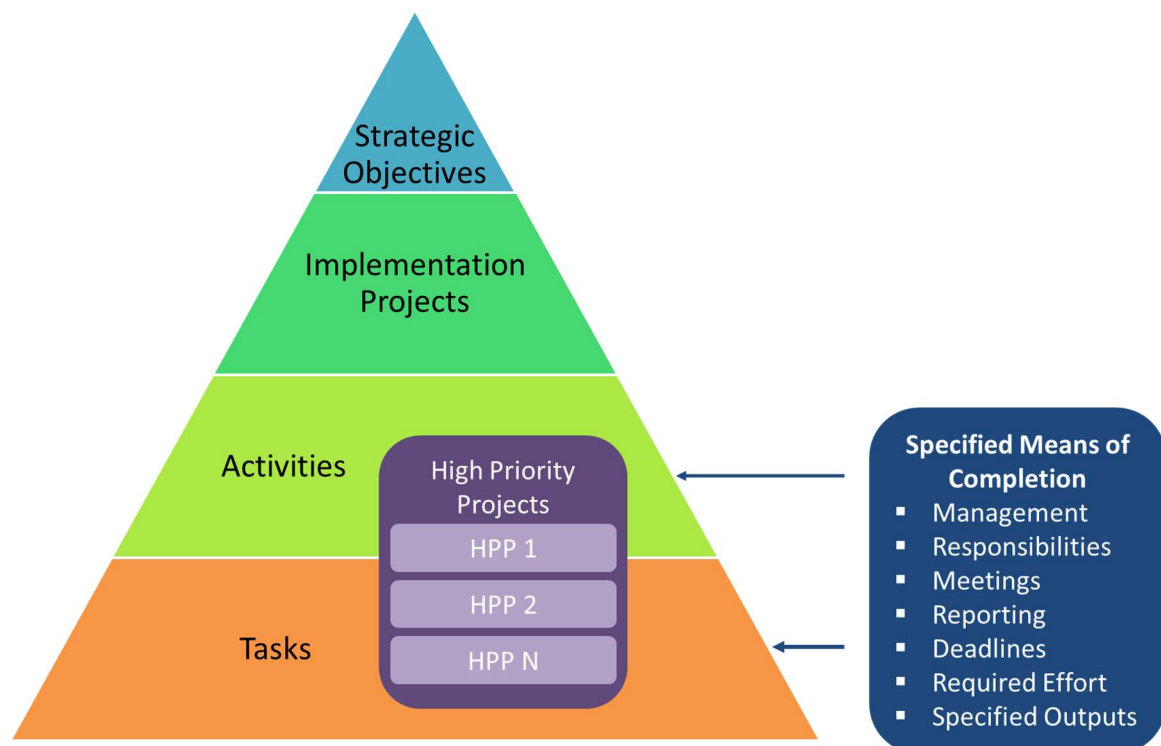 Strategic
Objectives
Implementation
Projects
Activities
High Priority
Projects
HPP 1
HPP 2
HPP N
Tasks
Specified Means of
Completion
▪ Management
▪ Responsibilities
▪ Meetings
▪ Reporting
▪ Deadlines
▪ Required Effort
▪ Specified Outputs